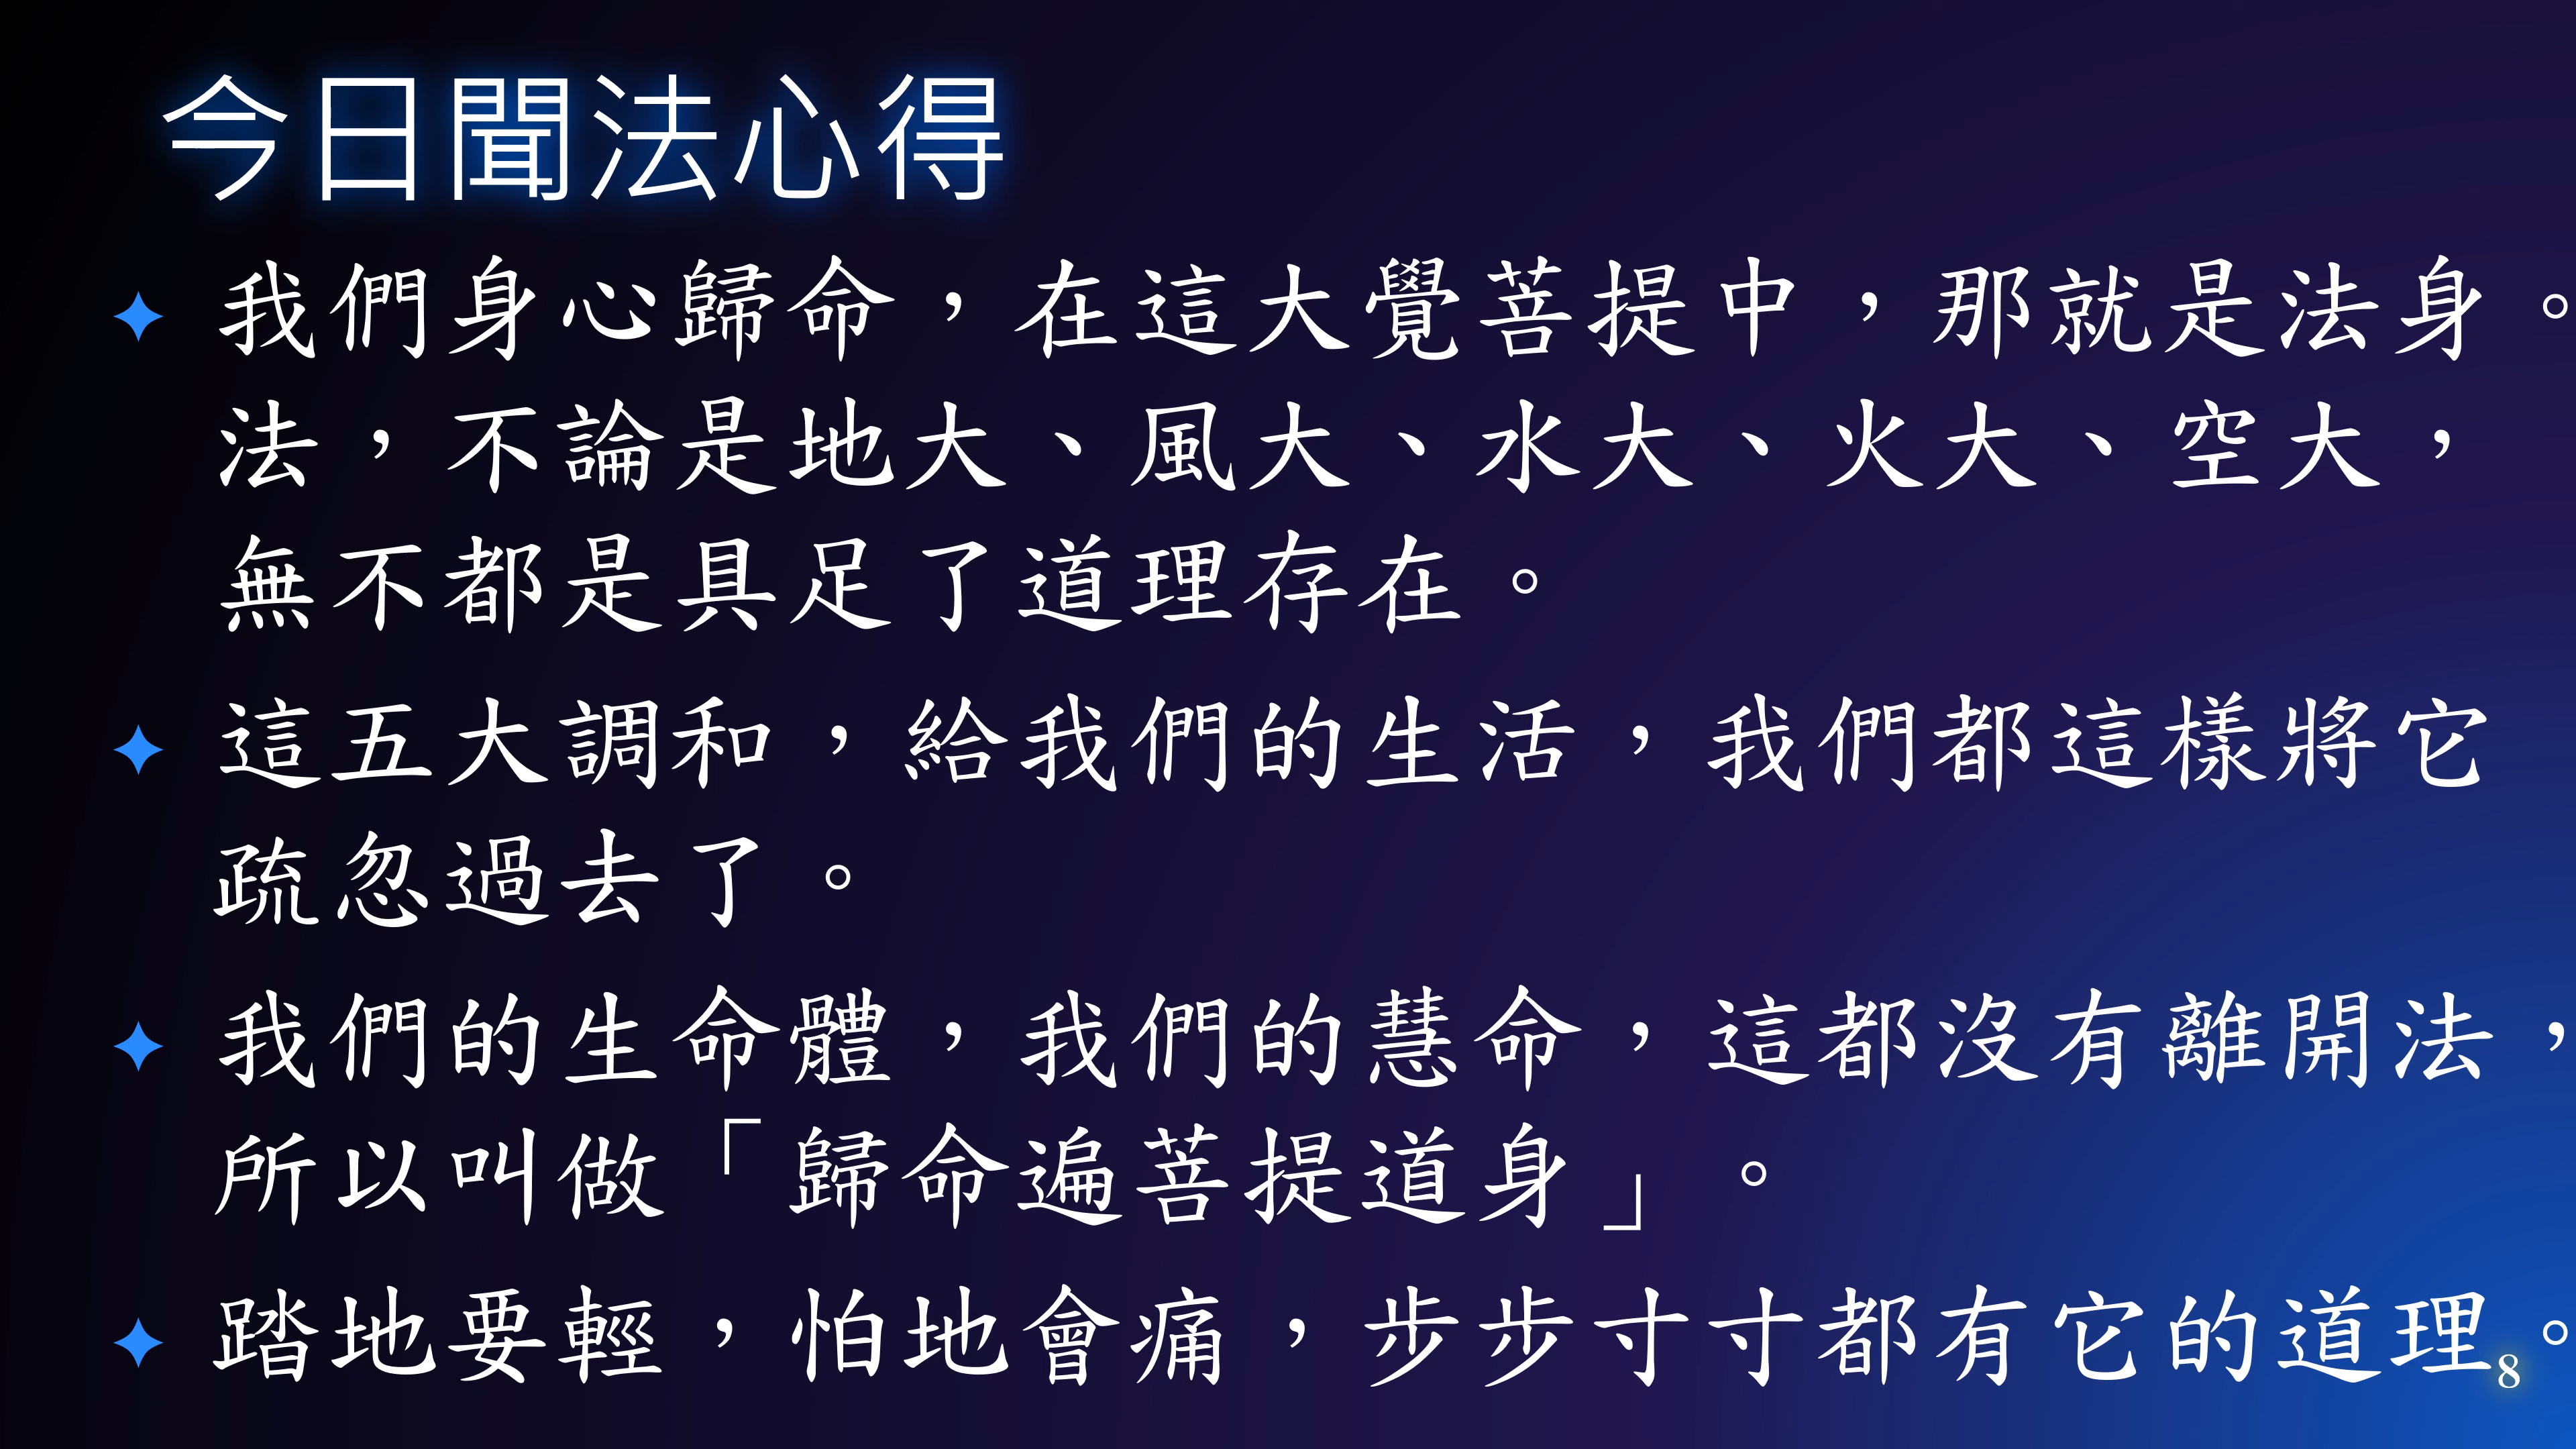 今日聞法心得
我們身心歸命，在這大覺菩提中，那就是法身。
法，不論是地大、風大、水大、火大、空大，
無不都是具足了道理存在。
這五大調和，給我們的生活，我們都這樣將它
疏忽過去了。
我們的生命體，我們的慧命，這都沒有離開法，
所以叫做「歸命遍菩提道身」。
踏地要輕，怕地會痛，步步寸寸都有它的道理。
8